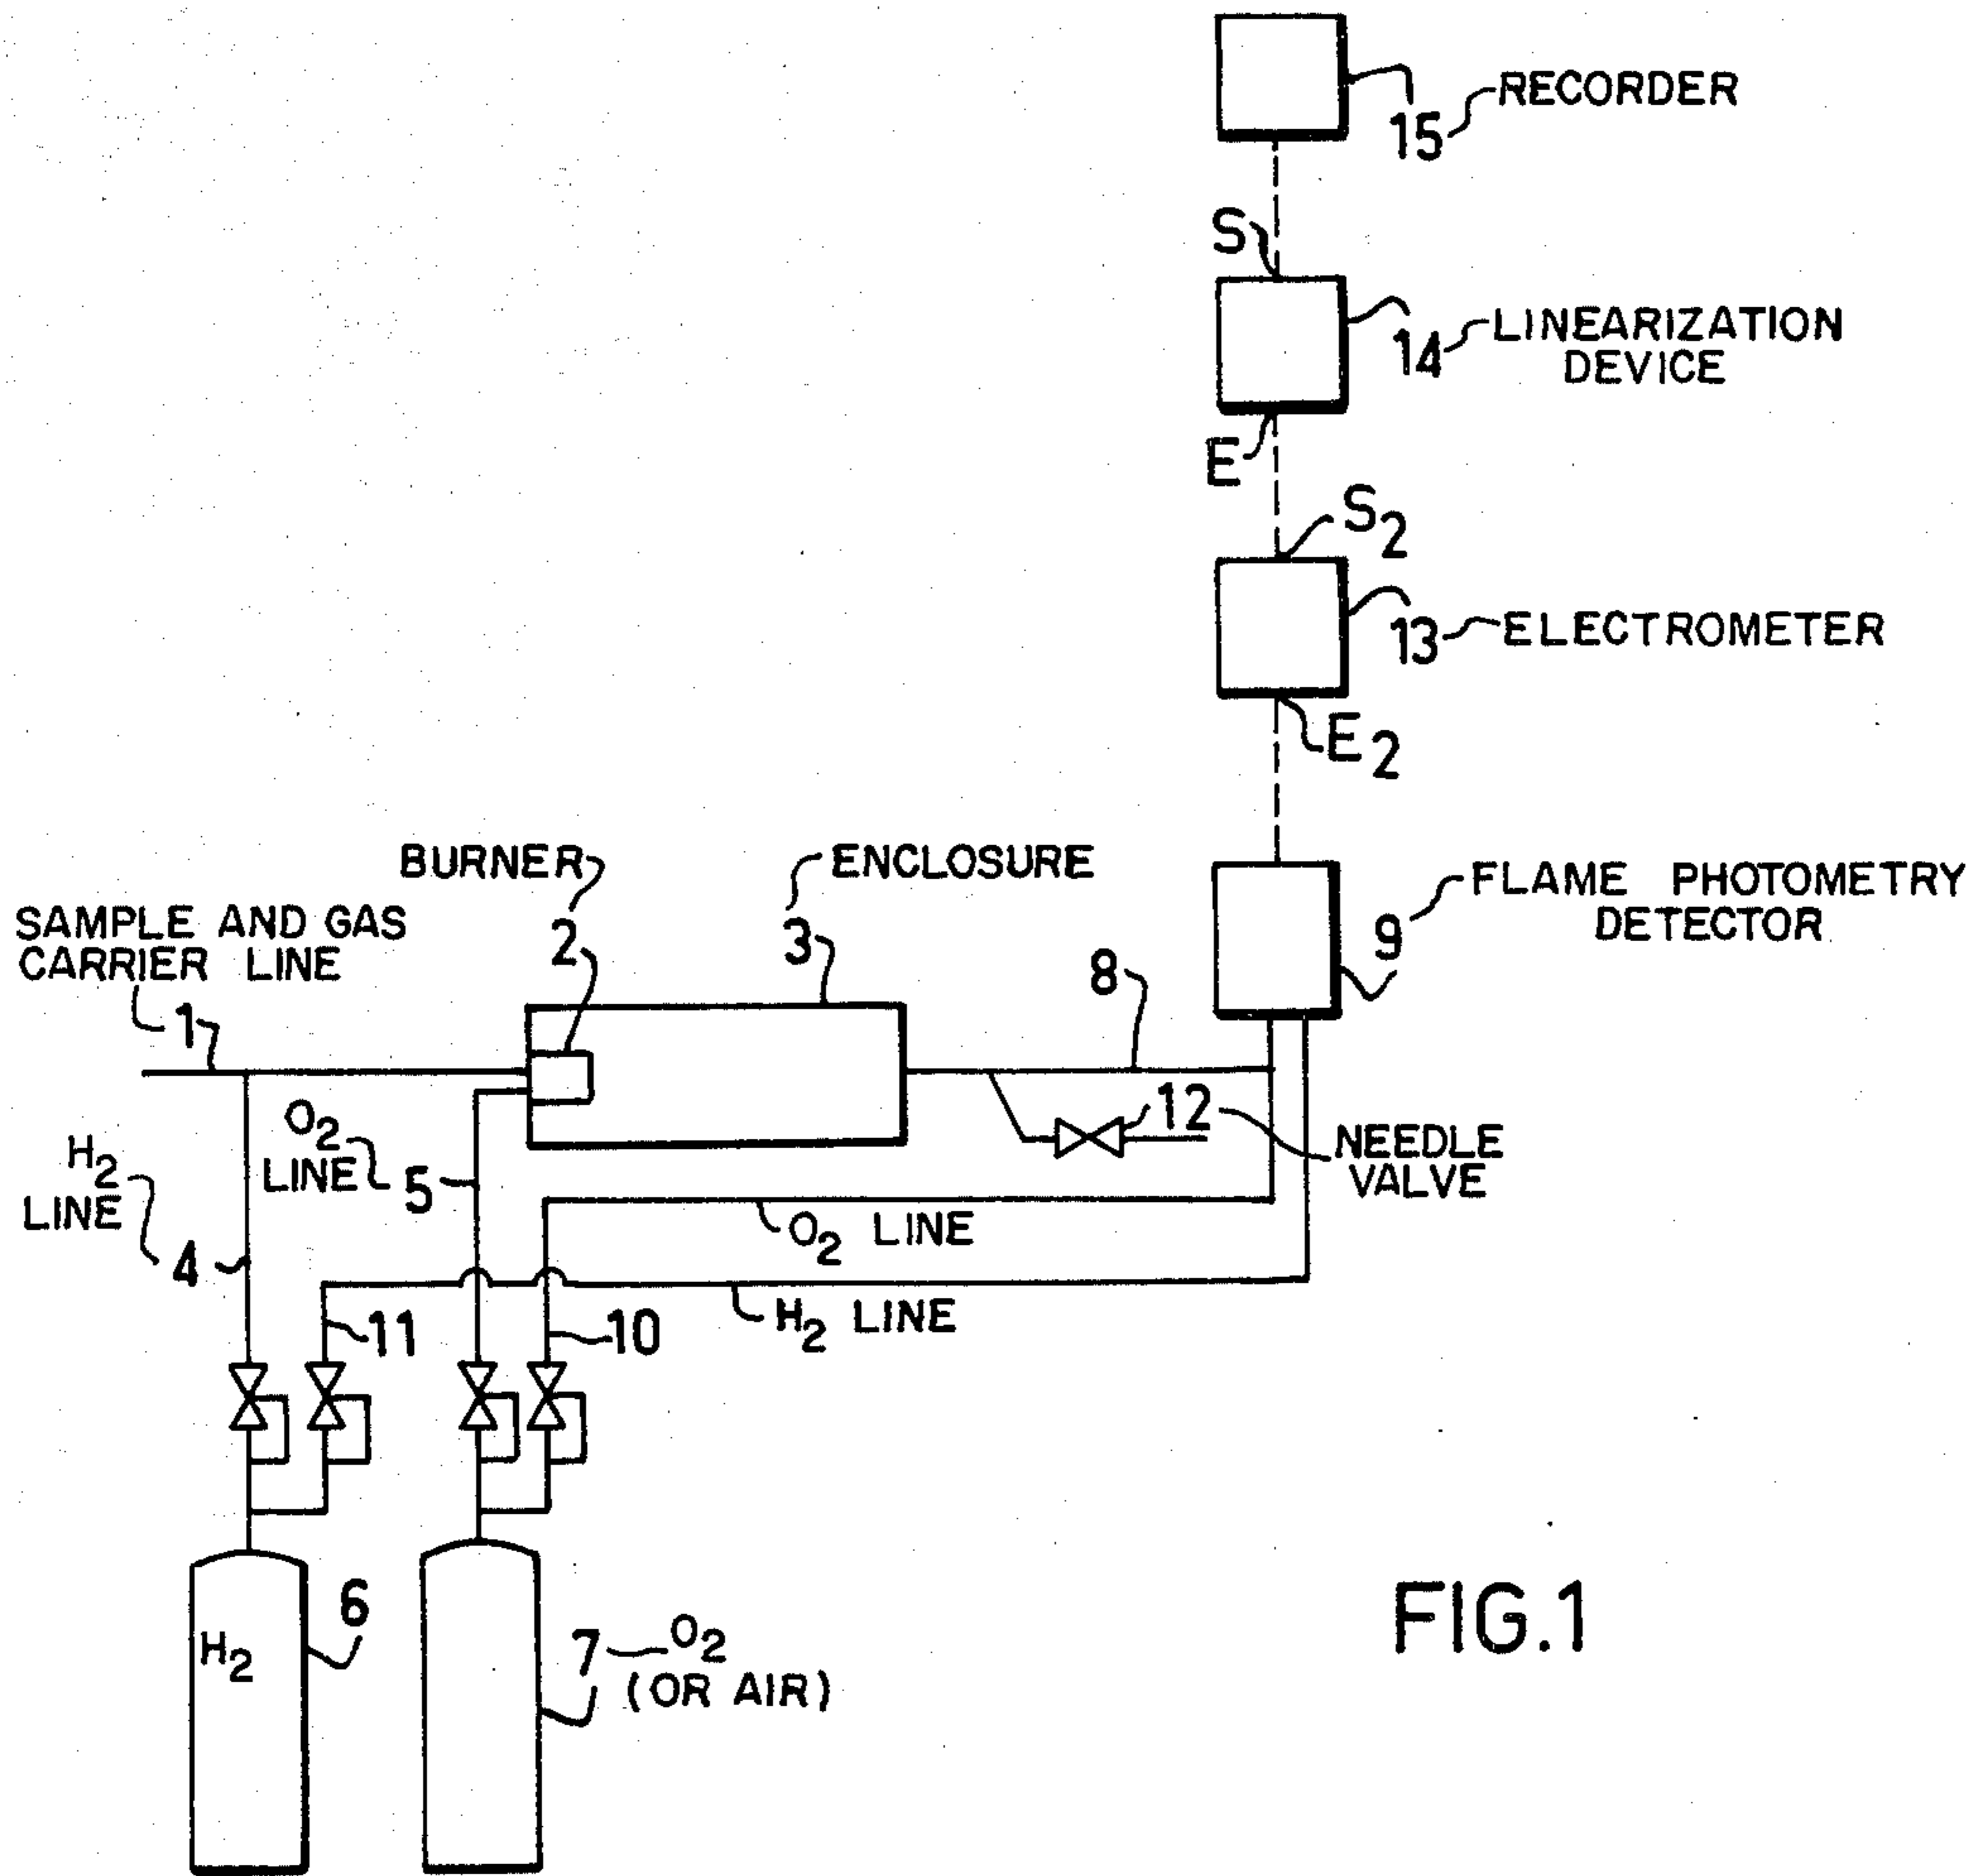 15 RECORDER
S
14 LINEARIZATION
DEVICE
E
S2
13 ELECTROMETER
E2
BURNER
2
ENCLOSURE
3
FLAME PHOTOMETRY
DETECTOR
9
SAMPLE AND GAS
CARRIER LINE
1
8
12
NEEDLE
VALVE
H2
LINE
4
O2
LINE
5
O2 LINE
H2 LINE
11
10
6
H2
7 O2
(OR AIR)
FIG.1